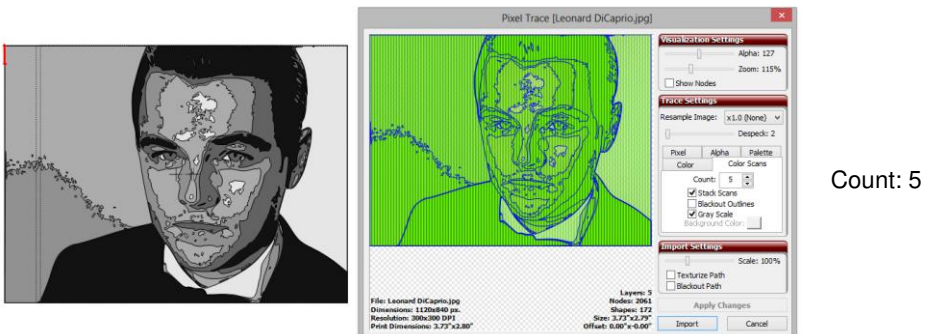 Pixel Trace [Leonard DiCaprio.jpg]
Visualization Settings
Alpha: 127
Zoom: 115%
Show Nodes
Trace Settings
Resample Image: x1.0 (None)
Despeck: 2
Pixel Alpha Palette
Color Color Scans
Count: 5
Stack Scans
Blackout Outlines
Gray Scale
Background Color:
Import Settings
Scale: 100%
Texturize Path
Blackout Path
Apply Changes
Import Cancel
File: Leonard DiCaprio.jpg
Dimensions: 1120x840 px.
Resolution: 300x300 DPI
Print Dimensions: 3.73"x2.80"
Layers: 5
Nodes: 2061
Shapes: 172
Size: 3.73"x2.79"
Offset: 0.00"x-0.00"
Count: 5